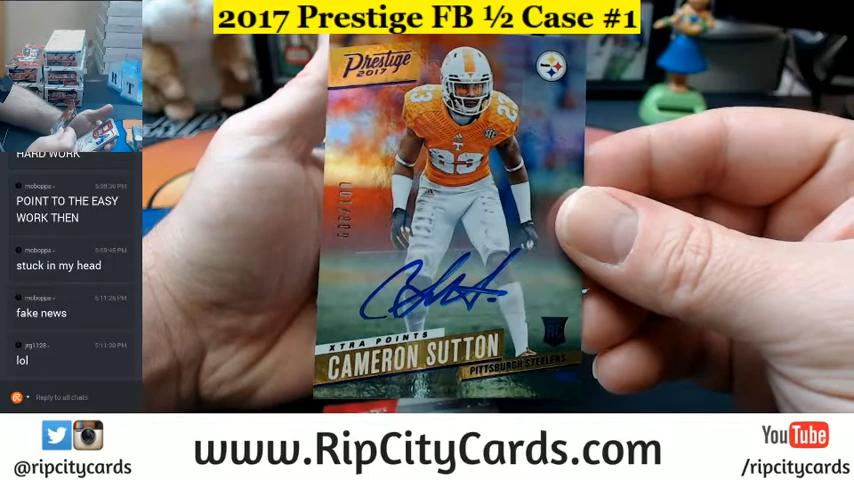 2017 Prestige FB ½ Case #1
HARD WORK
moboppa -
POINT TO THE EASY
WORK THEN
moboppa -
stuck in my head
moboppa -
fake news
jrg1128 -
lol
Reply to all chats
Prestige
2017
23
T
XTRA POINTS
CAMERON SUTTON
PITTSBURGH STEELERS
RC
@ripcitycards
www.RipCityCards.com
YouTube
/ripcitycards